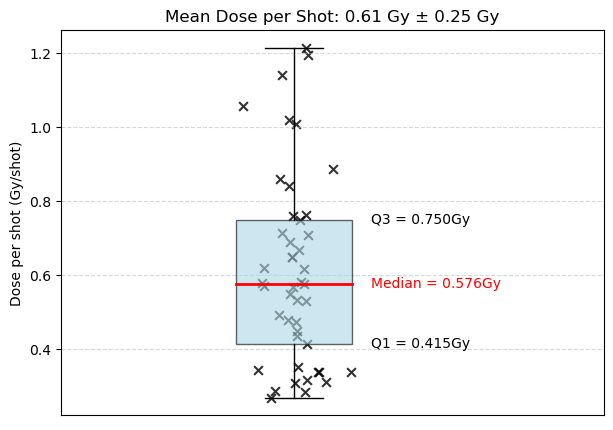 Mean Dose per Shot: 0.61 Gy ± 0.25 Gy
1.2
1.0
0.8
0.6
0.4
Dose per shot (Gy/shot)
Q3 = 0.750Gy
Median = 0.576Gy
Q1 = 0.415Gy